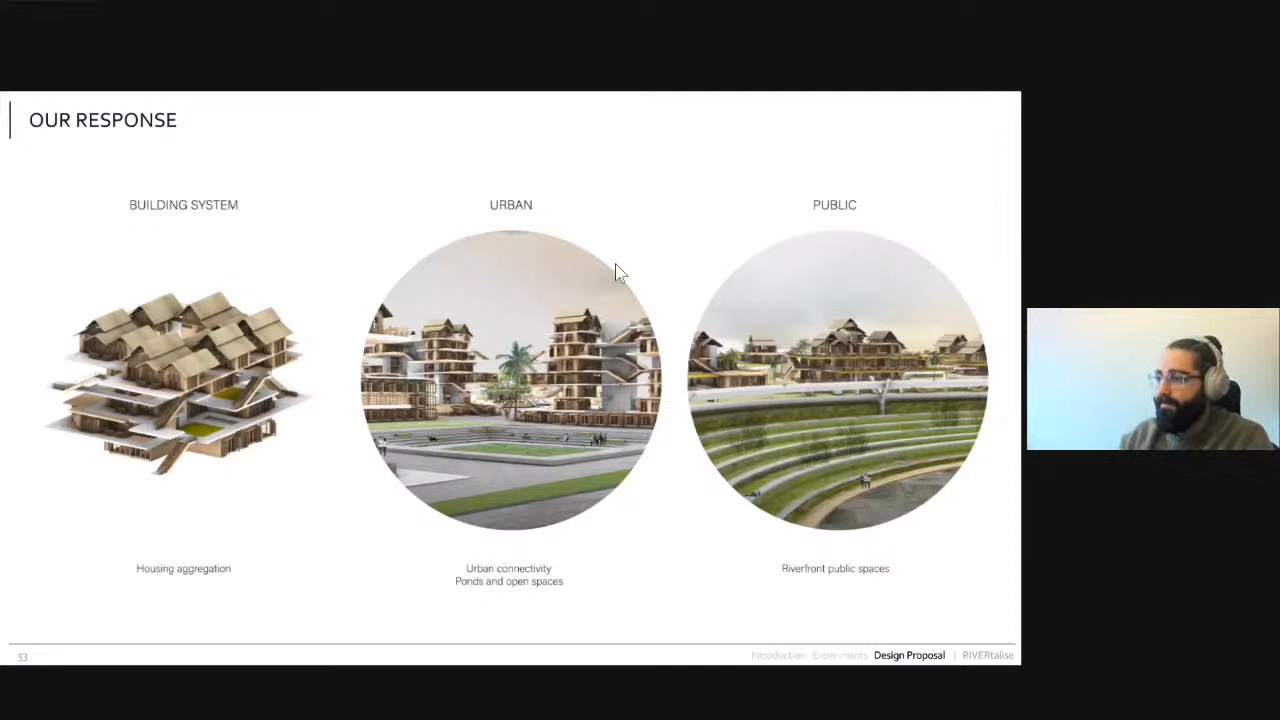 OUR RESPONSE
BUILDING SYSTEM
URBAN
PUBLIC
Housing aggregation
Urban connectivity
Ponds and open spaces
Riverfront public spaces
53
Introduction Experiments Design Proposal | RIVERtalise